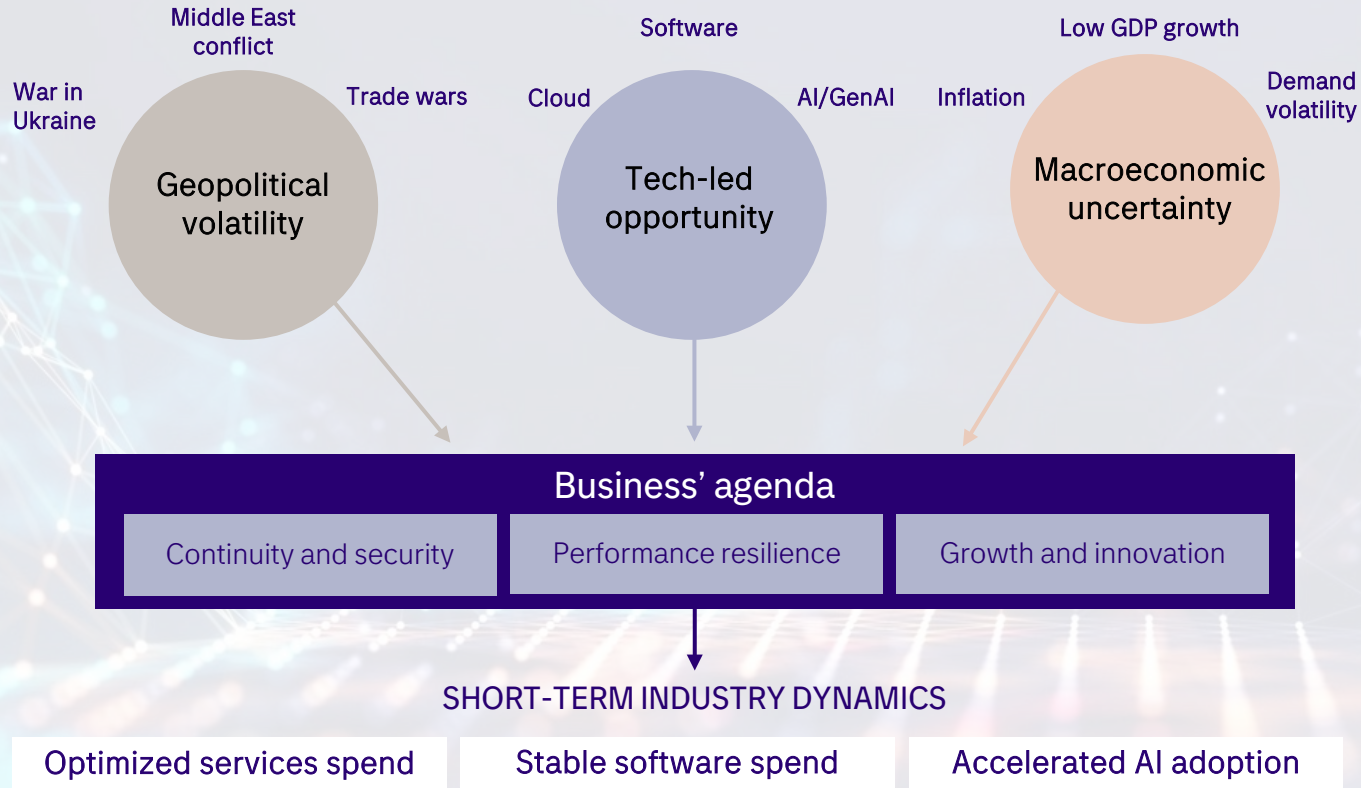 Middle East
conflict
War in
Ukraine
Trade wars
Geopolitical
volatility
Software
Cloud
AI/GenAI
Tech-led
opportunity
Low GDP growth
Inflation
Demand
volatility
Macroeconomic
uncertainty
Business’ agenda
Continuity and security
Performance resilience
Growth and innovation
SHORT-TERM INDUSTRY DYNAMICS
Optimized services spend
Stable software spend
Accelerated AI adoption